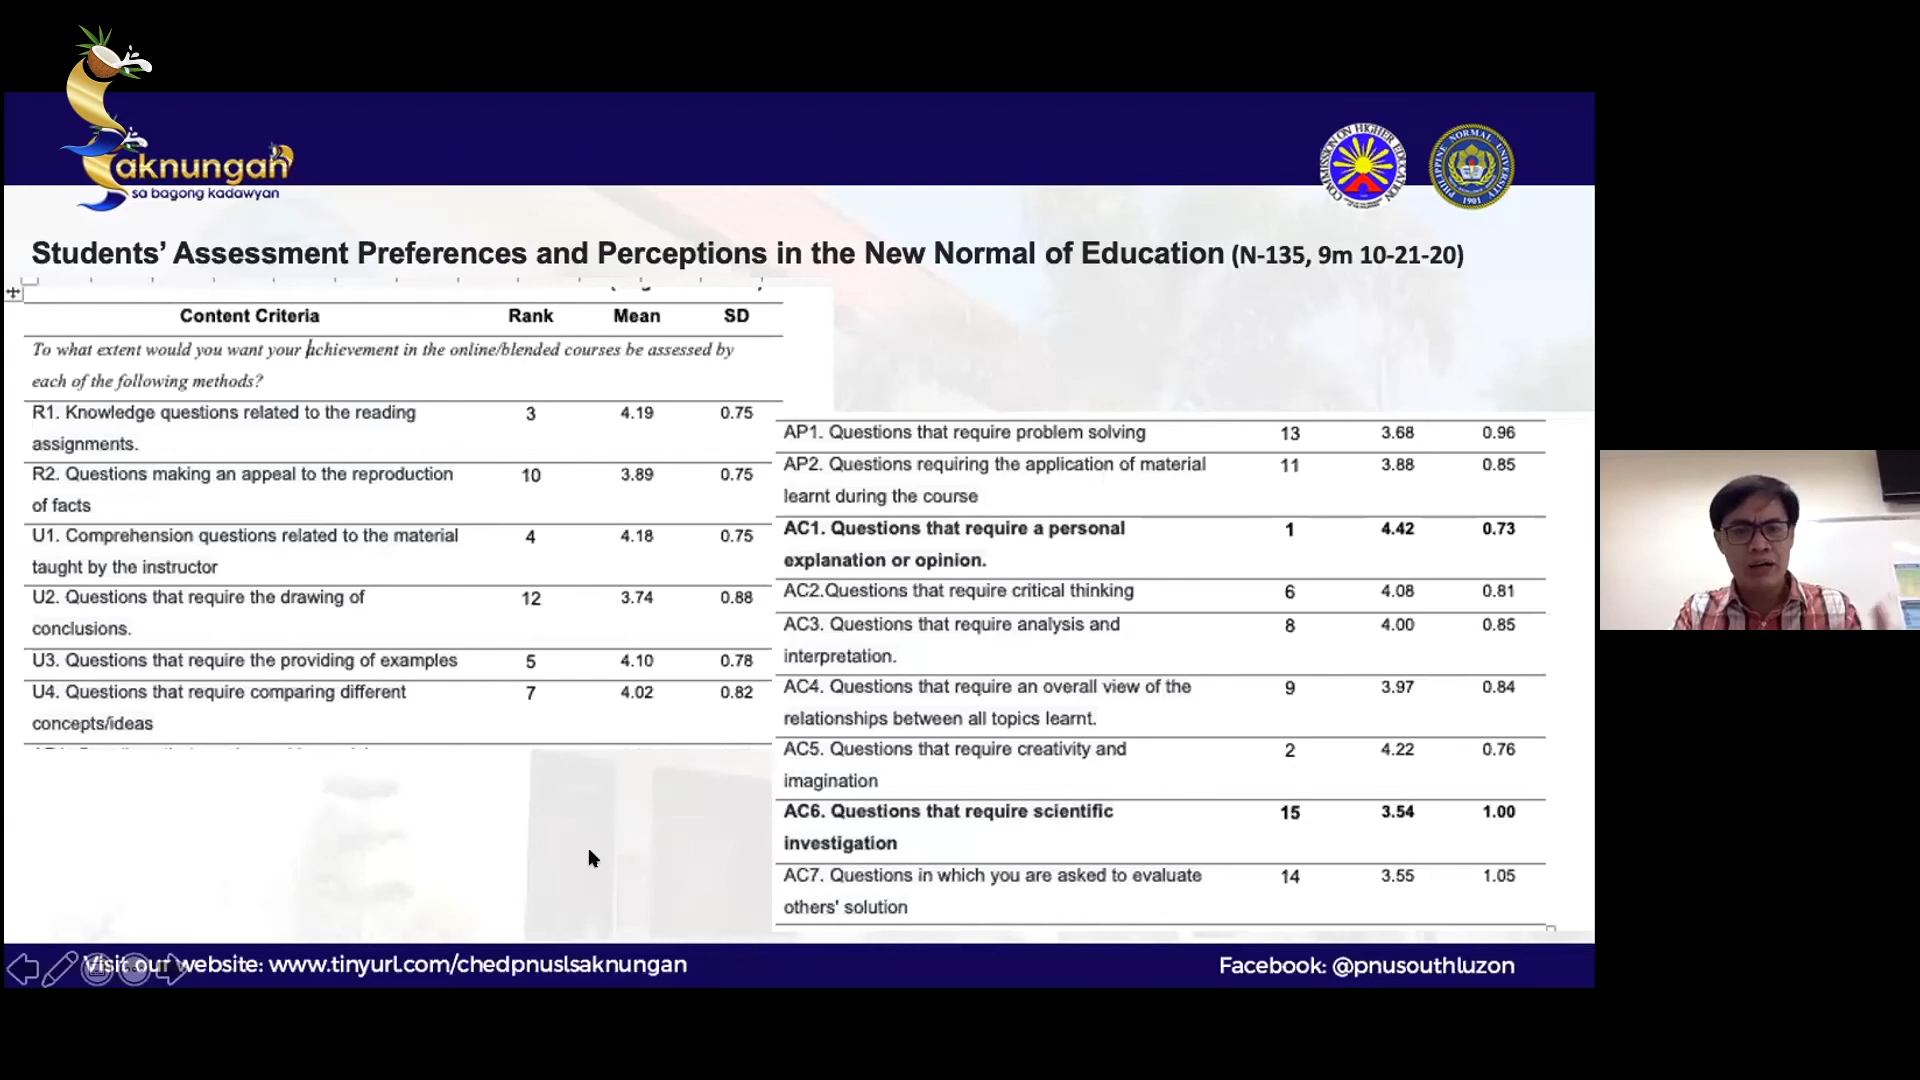 aknungan
sa bagong kadawyan
COMMISSION ON HIGHER EDUCATION
PHILIPPINE NORMAL UNIVERSITY
1901
Students’ Assessment Preferences and Perceptions in the New Normal of Education (N-135, 9m 10-21-20)
Content Criteria Rank Mean SD
To what extent would you want your achievement in the online/blended courses be assessed by
each of the following methods?
R1. Knowledge questions related to the reading 3 4.19 0.75
assignments.
R2. Questions making an appeal to the reproduction 10 3.89 0.75
of facts
U1. Comprehension questions related to the material 4 4.18 0.75
taught by the instructor
U2. Questions that require the drawing of 12 3.74 0.88
conclusions.
U3. Questions that require the providing of examples 5 4.10 0.78
U4. Questions that require comparing different 7 4.02 0.82
concepts/ideas
AP1. Questions that require problem solving 13 3.68 0.96
AP2. Questions requiring the application of material 11 3.88 0.85
learnt during the course
AC1. Questions that require a personal 1 4.42 0.73
explanation or opinion.
AC2.Questions that require critical thinking 6 4.08 0.81
AC3. Questions that require analysis and 8 4.00 0.85
interpretation.
AC4. Questions that require an overall view of the 9 3.97 0.84
relationships between all topics learnt.
AC5. Questions that require creativity and 2 4.22 0.76
imagination
AC6. Questions that require scientific 15 3.54 1.00
investigation
AC7. Questions in which you are asked to evaluate 14 3.55 1.05
others' solution
Visit our website: www.tinyurl.com/chedpnuslsaknungan
Facebook: @pnusouthluzon